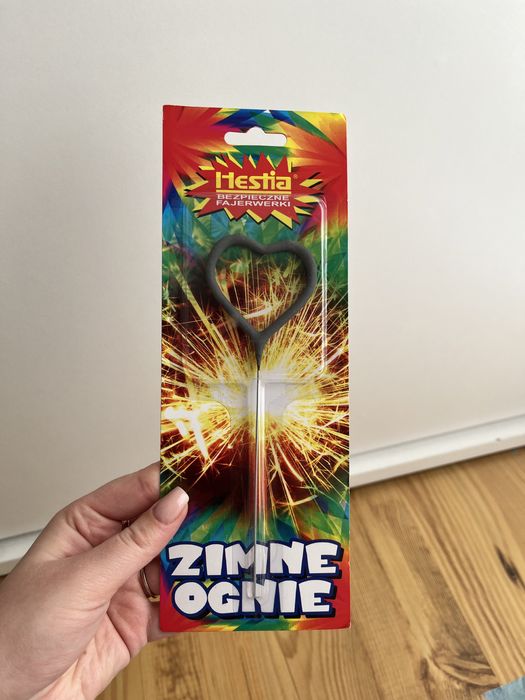 Hestia®
BEZPIECZNE
FAJERWERKI
ZIMNE
OGNIE